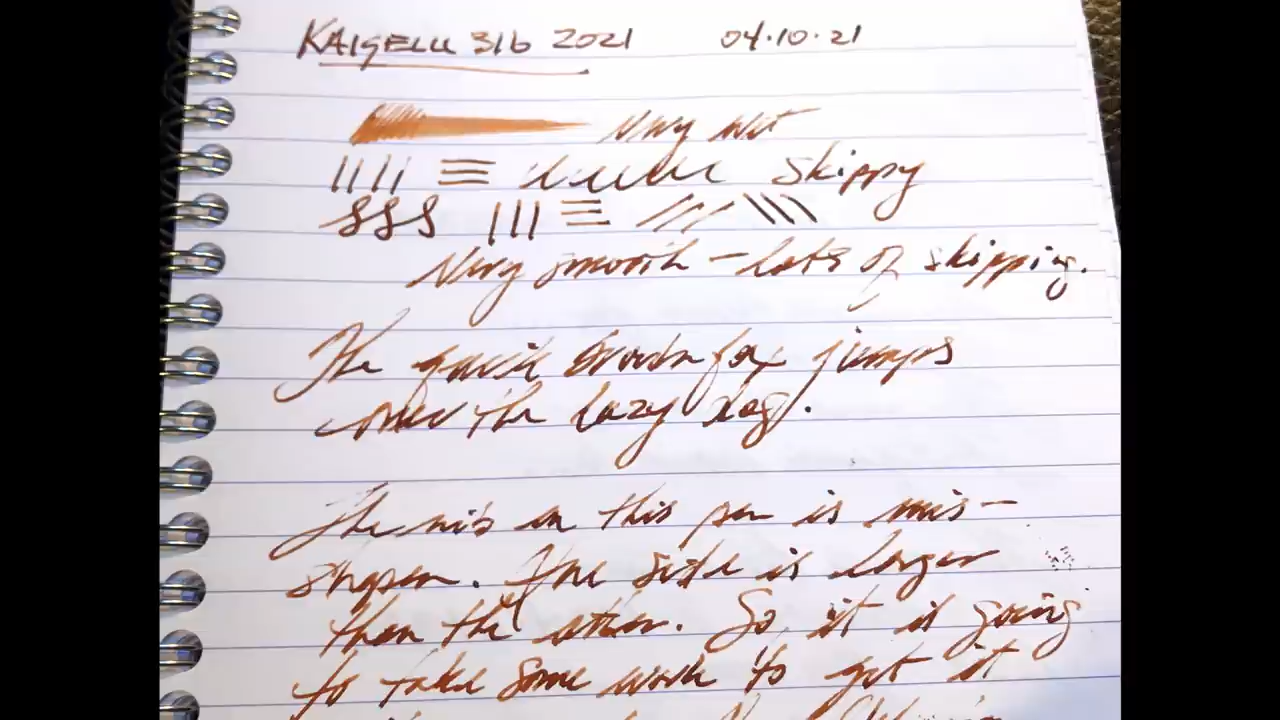 KAIGELU 316 2021 04.10.21
Very wet
Skippy
Very smooth - lots of skipping.
The quick brown fox jumps
over the lazy dog.
The nib on this pen is mis-
shapen. One side is larger
than the other. So, it is going
to take some work to get it